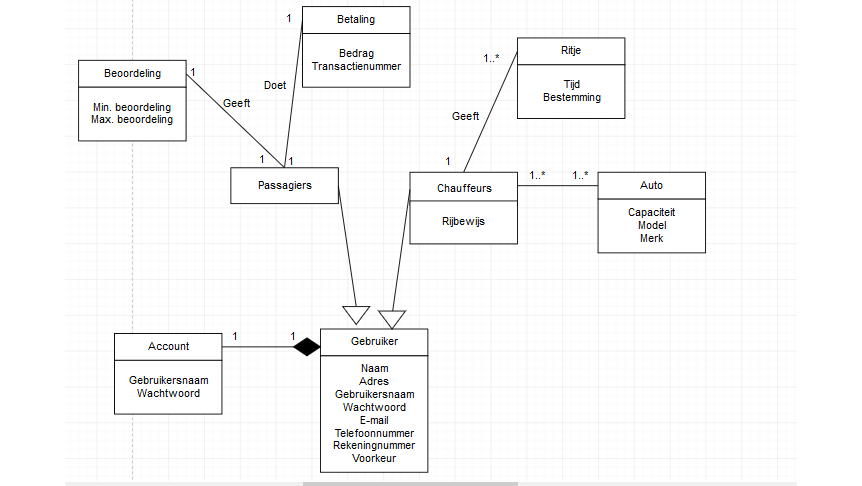 1
Betaling
Bedrag
Transactienummer
Doet
Beoordeling
1
Min. beoordeling
Max. beoordeling
Geeft
1
1
Passagiers
Ritje
1..*
Tijd
Bestemming
Geeft
1
Chauffeurs
Rijbewijs
1..*
1..*
Auto
Capaciteit
Model
Merk
Account
1
1
Gebruikersnaam
Wachtwoord
Gebruiker
Naam
Adres
Gebruikersnaam
Wachtwoord
E-mail
Telefoonnummer
Rekeningnummer
Voorkeur